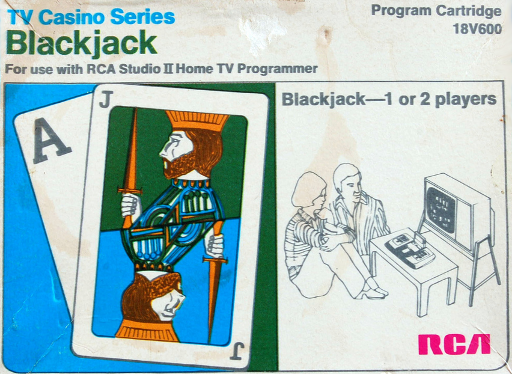 TV Casino Series
Blackjack
For use with RCA Studio II Home TV Programmer
Program Cartridge
18V600
A
J
Blackjack—1 or 2 players
RCA
J